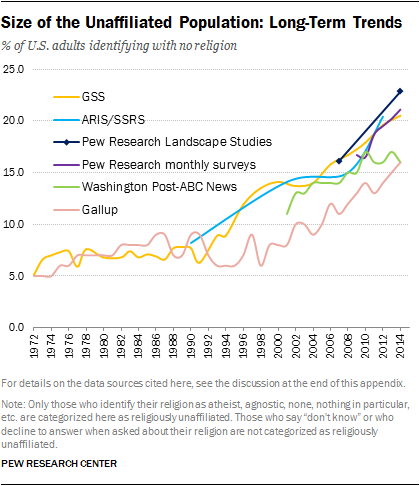 Size of the Unaffiliated Population: Long-Term Trends
% of U.S. adults identifying with no religion
25.0
20.0
15.0
10.0
5.0
0.0
GSS
ARIS/SSRS
Pew Research Landscape Studies
Pew Research monthly surveys
Washington Post-ABC News
Gallup
1972
1974
1976
1978
1980
1982
1984
1986
1988
1990
1992
1994
1996
1998
2000
2002
2004
2006
2008
2010
2012
2014
For details on the data sources cited here, see the discussion at the end of this appendix.
Note: Only those who identify their religion as atheist, agnostic, none, nothing in particular,
etc. are categorized here as religiously unaffiliated. Those who say “don’t know” or who
decline to answer when asked about their religion are not categorized as religiously
unaffiliated.
PEW RESEARCH CENTER